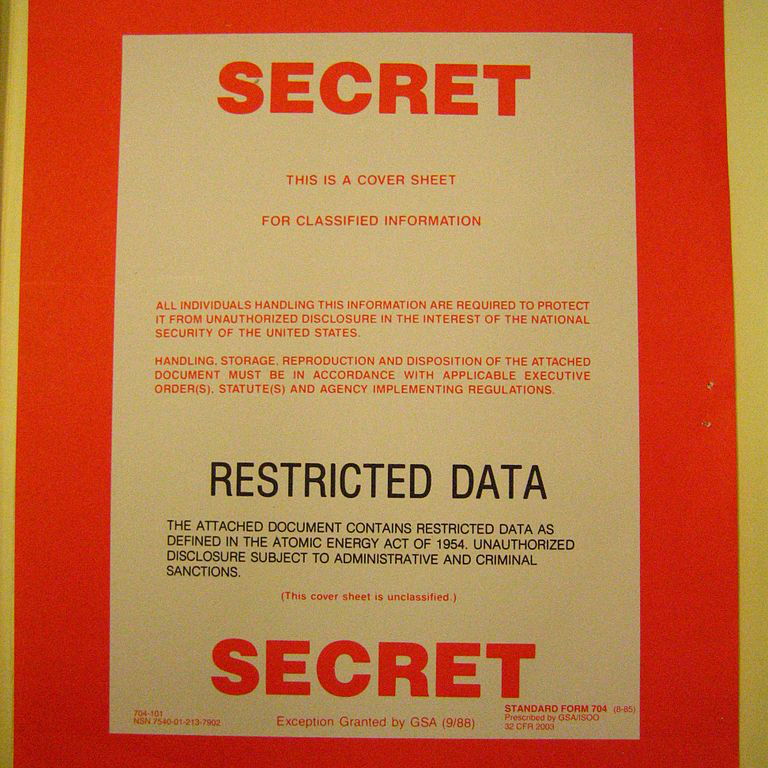 SECRET
THIS IS A COVER SHEET
FOR CLASSIFIED INFORMATION
ALL INDIVIDUALS HANDLING THIS INFORMATION ARE REQUIRED TO PROTECT
IT FROM UNAUTHORIZED DISCLOSURE IN THE INTEREST OF THE NATIONAL
SECURITY OF THE UNITED STATES.
HANDLING, STORAGE, REPRODUCTION AND DISPOSITION OF THE ATTACHED
DOCUMENT MUST BE IN ACCORDANCE WITH APPLICABLE EXECUTIVE
ORDER(S), STATUTE(S) AND AGENCY IMPLEMENTING REGULATIONS.
RESTRICTED DATA
THE ATTACHED DOCUMENT CONTAINS RESTRICTED DATA AS
DEFINED IN THE ATOMIC ENERGY ACT OF 1954. UNAUTHORIZED
DISCLOSURE SUBJECT TO ADMINISTRATIVE AND CRIMINAL
SANCTIONS.
(This cover sheet is unclassified.)
SECRET
704-101
NSN 7540-01-213-7902
Exception Granted by GSA (9/88)
STANDARD FORM 704 (8-85)
Prescribed by GSA/ISOO
32 CFR 2003